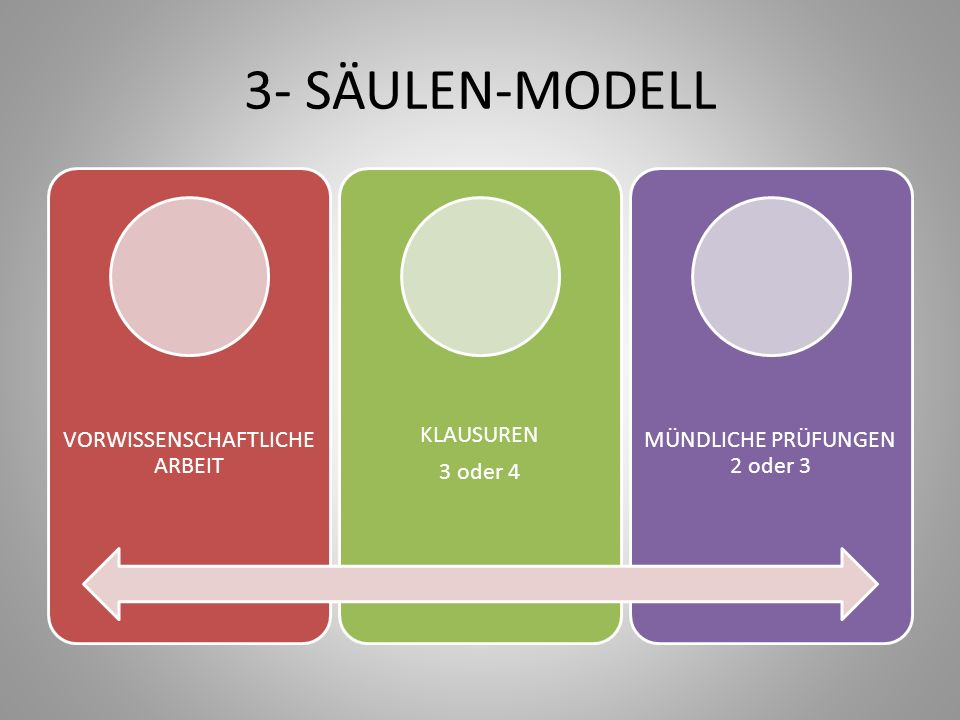 3- SÄULEN-MODELL
VORWISSENSCHAFTLICHE
ARBEIT
KLAUSUREN
3 oder 4
MÜNDLICHE PRÜFUNGEN
2 oder 3